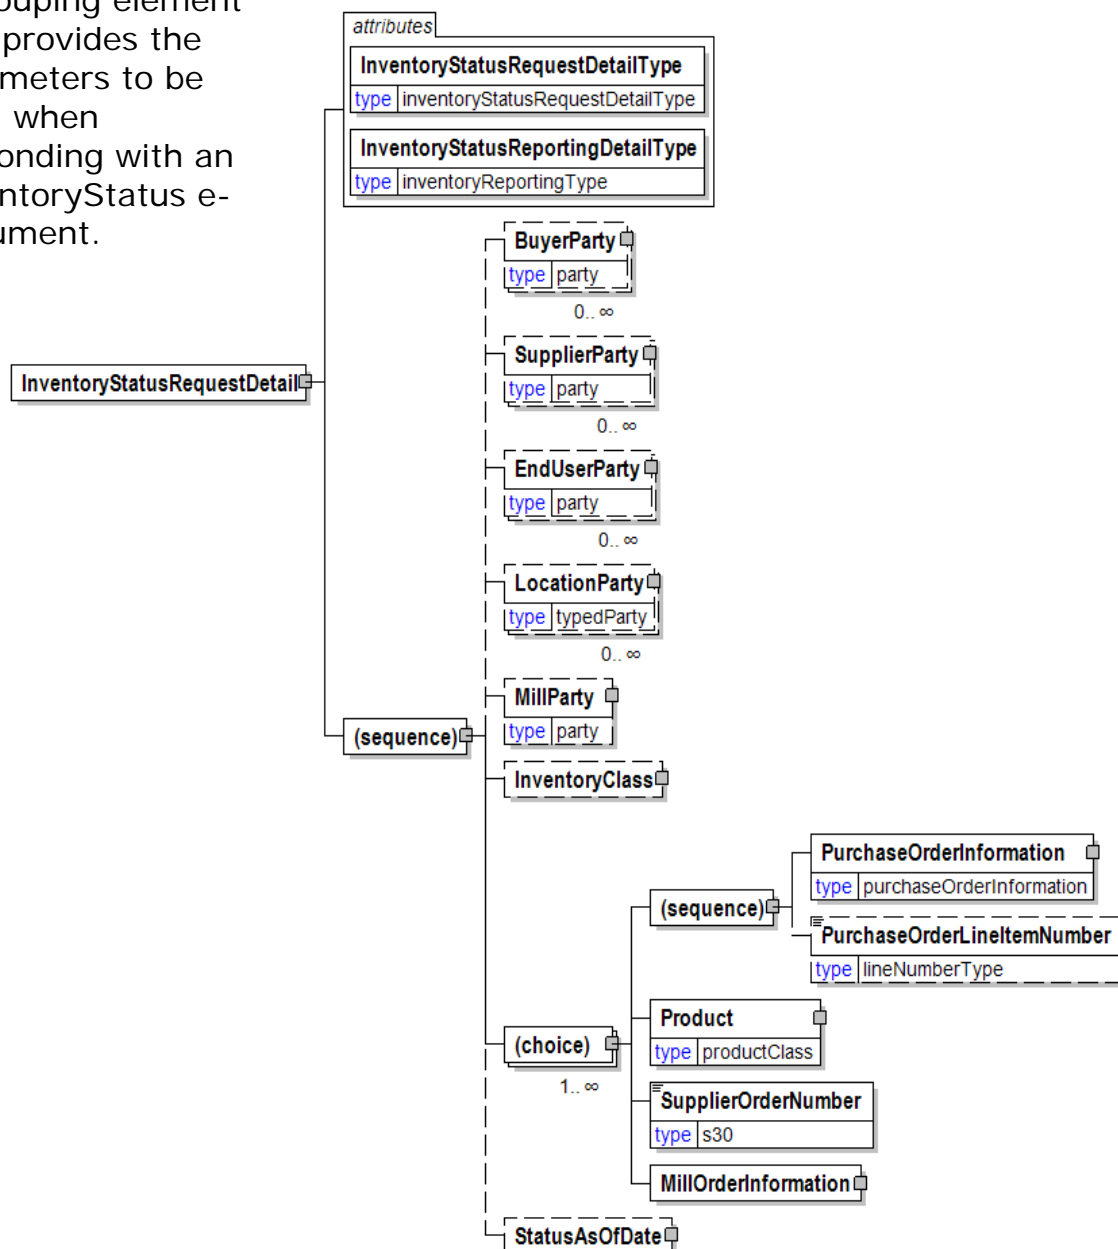 ouping element
provides the
meters to be
when
onding with an
ntoryStatus e-
ument.
attributes
InventoryStatusRequestDetailType
type inventoryStatusRequestDetailType
InventoryStatusReportingDetailType
type inventoryReportingType
BuyerParty
type party
0.. ∞
SupplierParty
type party
0.. ∞
InventoryStatusRequestDetail
EndUserParty
type party
0.. ∞
LocationParty
type typedParty
0.. ∞
MillParty
type party
(sequence)
InventoryClass
PurchaseOrderInformation
type purchaseOrderInformation
(sequence)
PurchaseOrderLineItemNumber
type lineNumberType
Product
type productClass
(choice)
1.. ∞
SupplierOrderNumber
type s30
MillOrderInformation
StatusAsOfDate